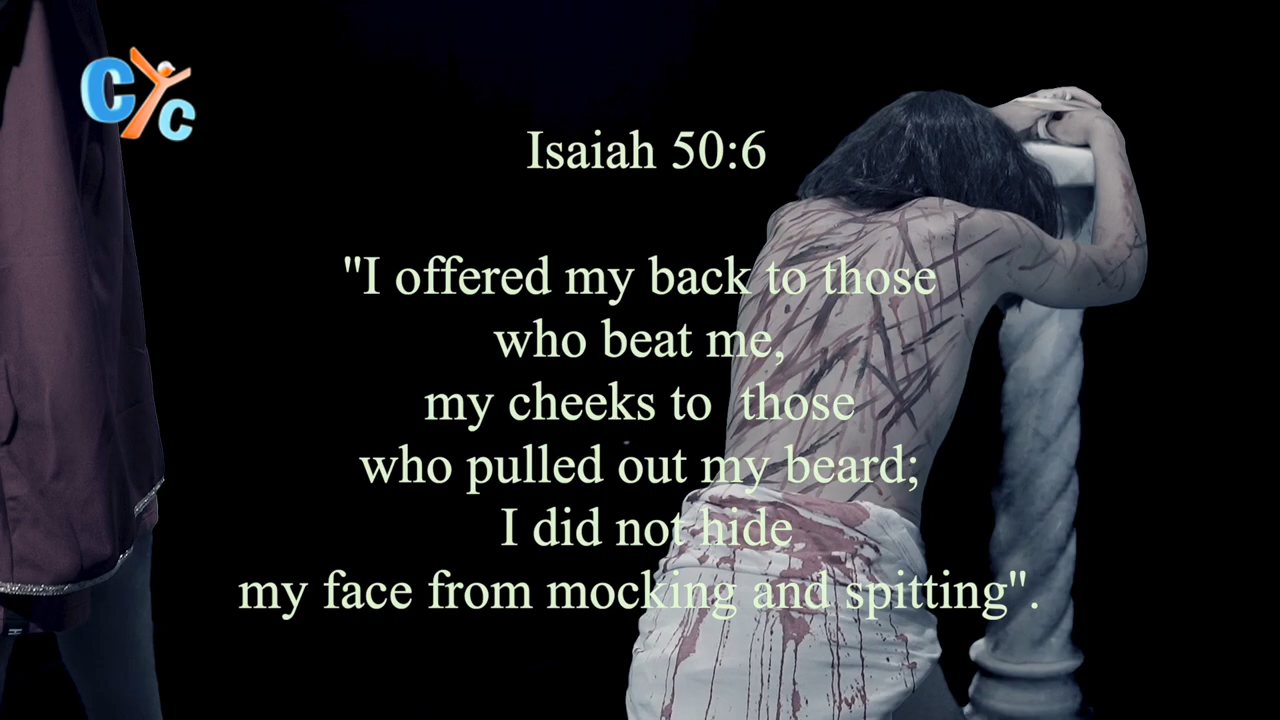 CYC
Isaiah 50:6
"I offered my back to those
who beat me,
my cheeks to  those
who pulled out my beard;
I did not hide
my face from mocking and spitting".